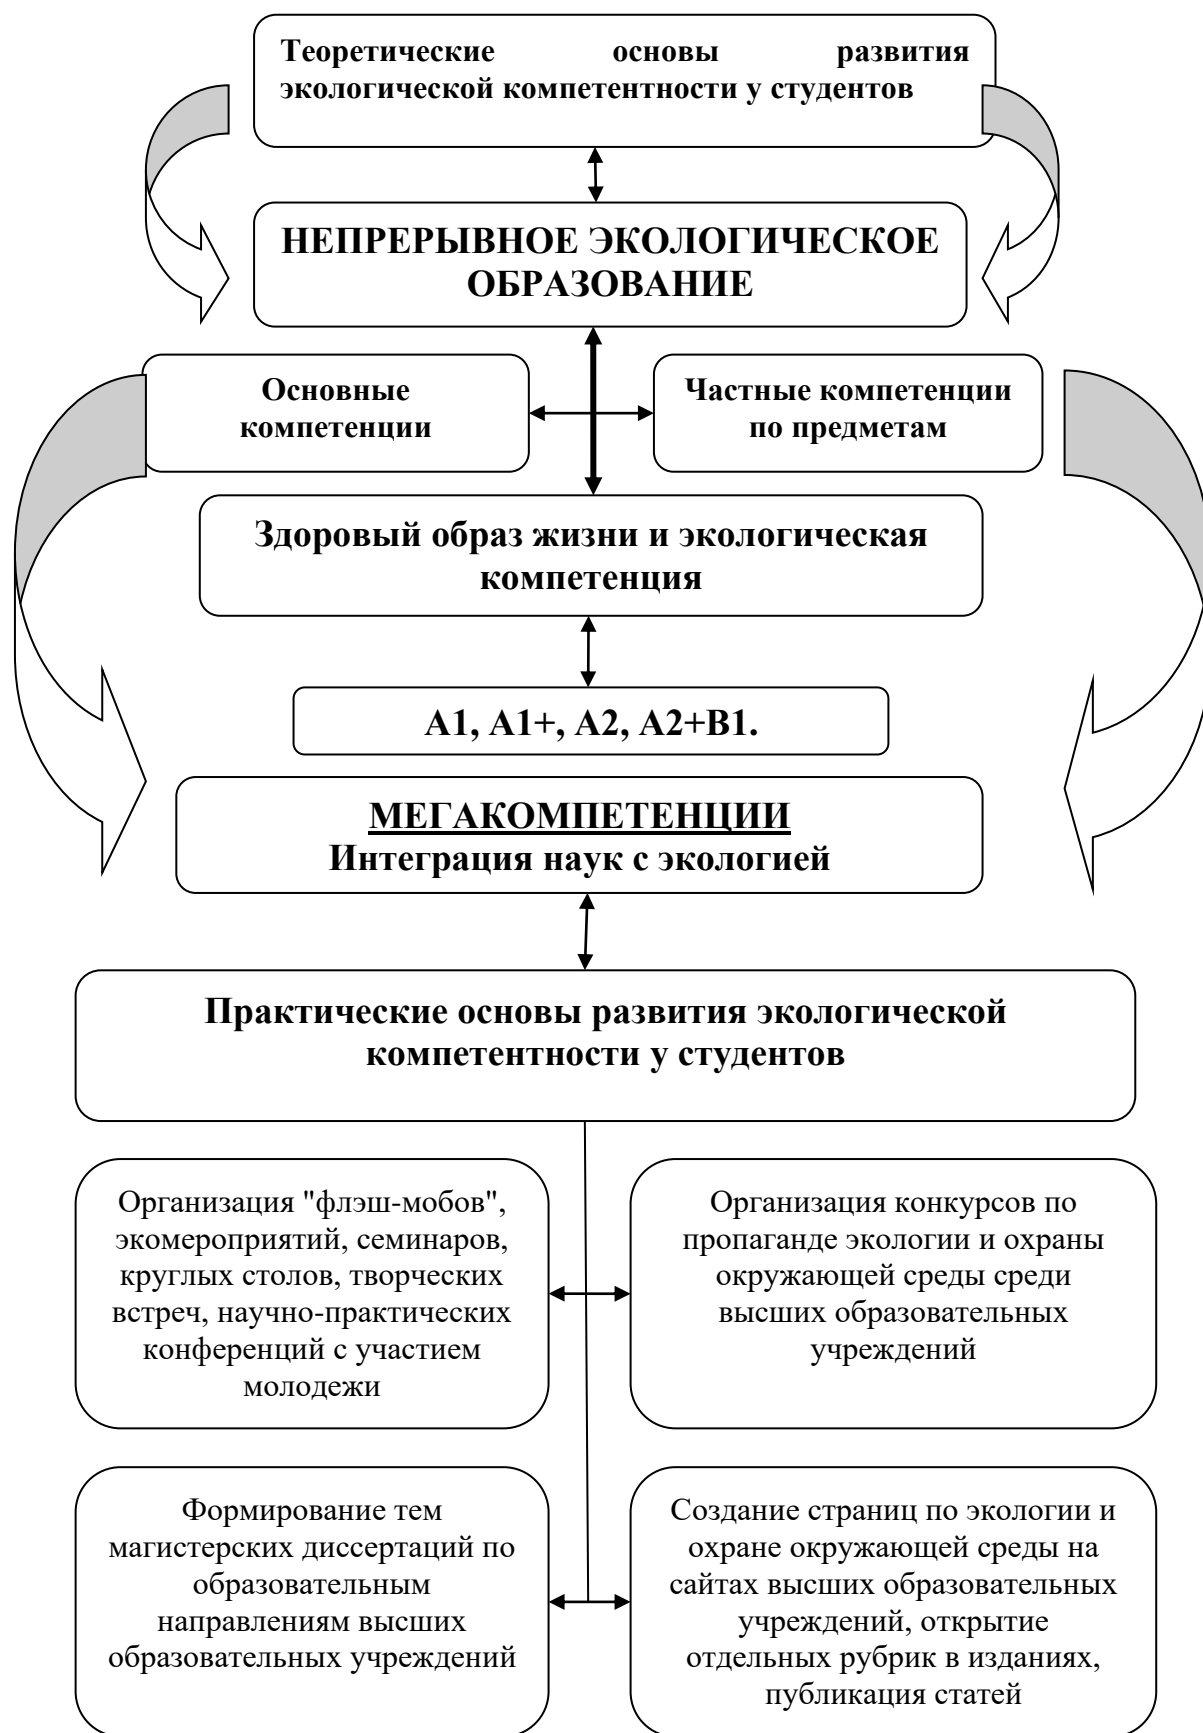 Теоретические основы развития
экологической компетентности у студентов
НЕПРЕРЫВНОЕ ЭКОЛОГИЧЕСКОЕ
ОБРАЗОВАНИЕ
Основные
компетенции
Частные компетенции
по предметам
Здоровый образ жизни и экологическая
компетенция
А1, А1+, А2, А2+В1.
МЕГАКОМПЕТЕНЦИИ
Интеграция наук с экологией
Практические основы развития экологической
компетентности у студентов
Организация "флэш-мобов",
экомероприятий, семинаров,
круглых столов, творческих
встреч, научно-практических
конференций с участием
молодежи
Организация конкурсов по
пропаганде экологии и охраны
окружающей среды среди
высших образовательных
учреждений
Формирование тем
магистерских диссертаций по
образовательным
направлениям высших
образовательных учреждений
Создание страниц по экологии и
охране окружающей среды на
сайтах высших образовательных
учреждений, открытие
отдельных рубрик в изданиях,
публикация статей